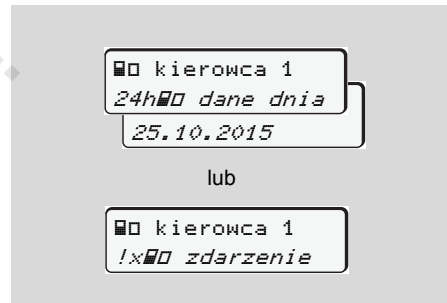 kierowca 1
24h dane dnia
25.10.2015
lub
kierowca 1
!x zdarzenie